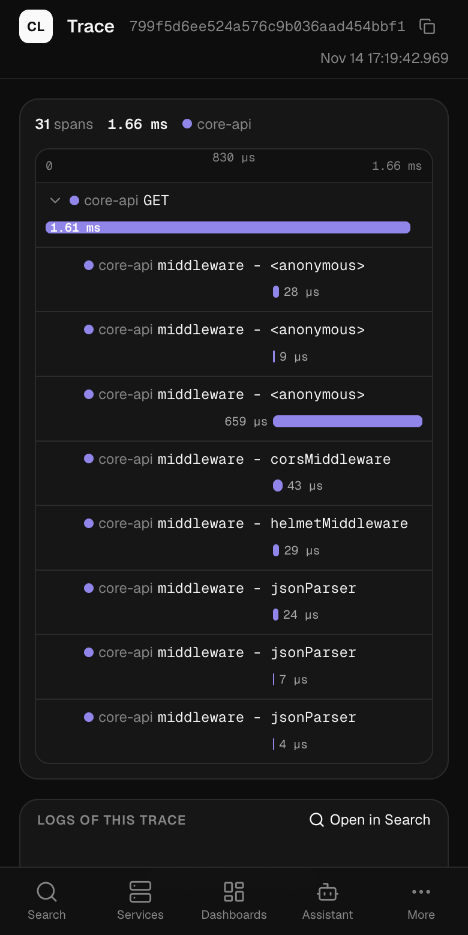 CL Trace 799f5d6ee524a576c9b036aad454bbf1
Nov 14 17:19:42.969
31 spans 1.66 ms core-api
0 830 µs 1.66 ms
core-api GET
1.61 ms
core-api middleware - <anonymous>
28 µs
core-api middleware - <anonymous>
9 µs
core-api middleware - <anonymous>
659 µs
core-api middleware - corsMiddleware
43 µs
core-api middleware - helmetMiddleware
29 µs
core-api middleware - jsonParser
24 µs
core-api middleware - jsonParser
7 µs
core-api middleware - jsonParser
4 µs
LOGS OF THIS TRACE Open in Search
Search Services Dashboards Assistant More